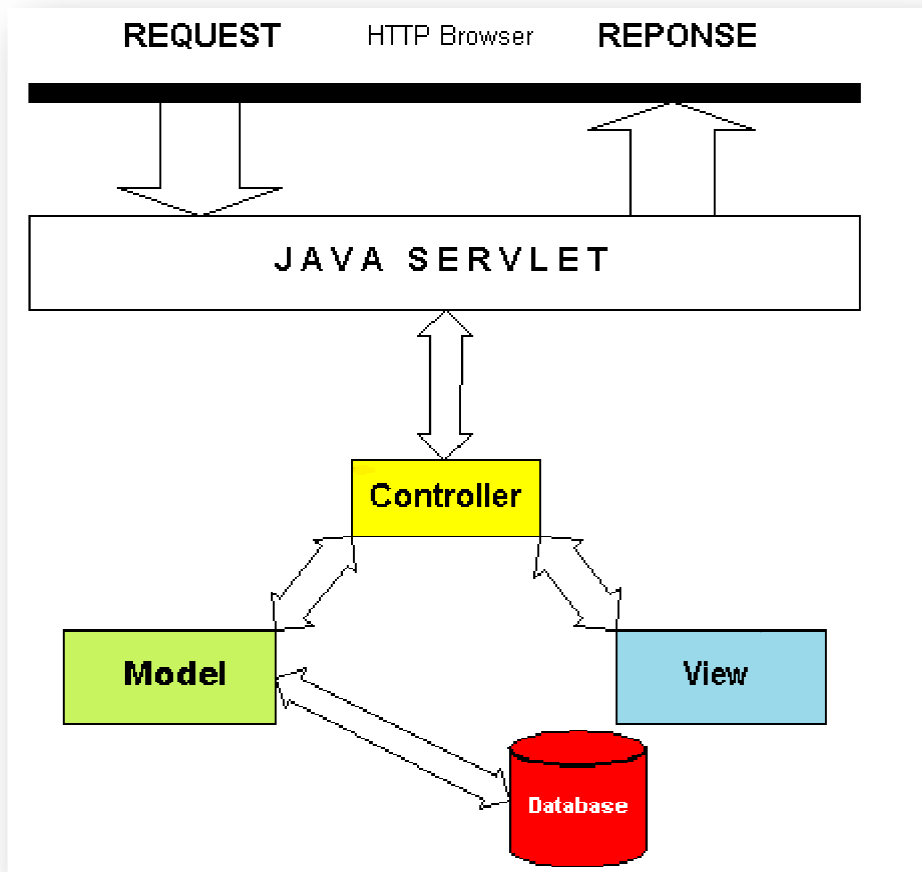 REQUEST HTTP Browser REPONSE
JAVA SERVLET
Controller
Model
View
Database